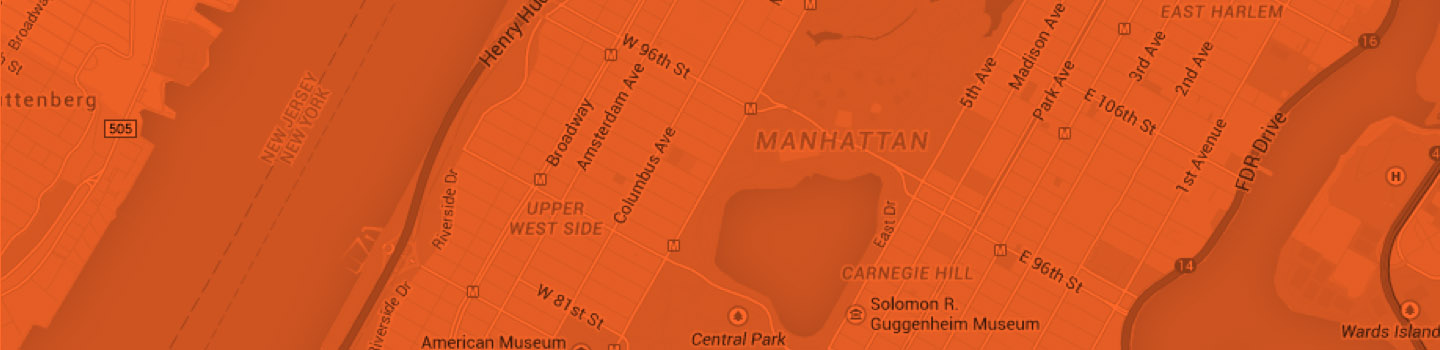 Broadway
ttenberg
505
NEW JERSEY
NEW YORK
Henry Hud
W 96th St
Broadway
Amsterdam Ave
Columbus Ave
Riverside Dr
UPPER
WEST SIDE
W 81st St
Riverside Dr
American Museum
M
M
M
M
M
M
M
M
M
M
MANHATTAN
EAST HARLEM
5th Ave
Madison Ave
Park Ave
3rd Ave
2nd Ave
E 106th St
1st Avenue
FDR Drive
16
14
East Dr
CARNEGIE HILL
E 96th St
Solomon R.
Guggenheim Museum
Central Park
H
4
Wards Island